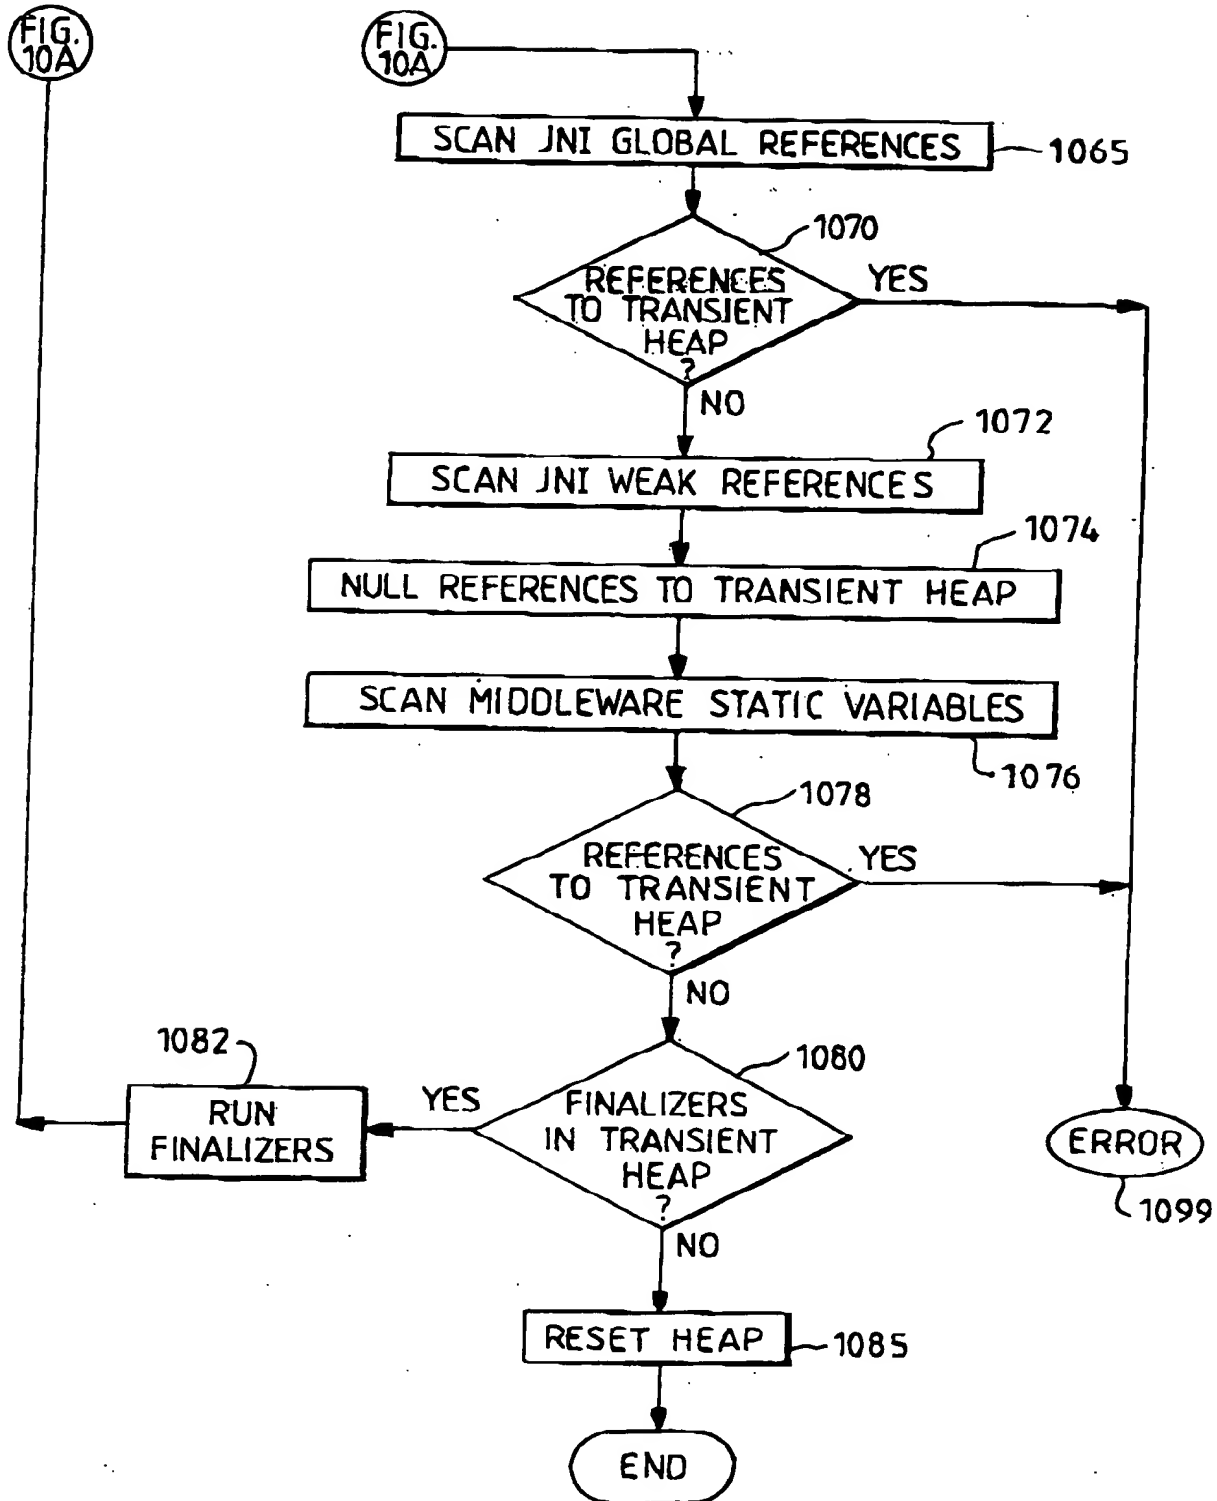 FIG.
10A
FIG.
10A
SCAN JNI GLOBAL REFERENCES
1065
1070
REFERENCES
TO TRANSIENT
HEAP
?
YES
NO
1072
SCAN JNI WEAK REFERENCES
1074
NULL REFERENCES TO TRANSIENT HEAP
SCAN MIDDLEWARE STATIC VARIABLES
1076
1078
REFERENCES
TO TRANSIENT
HEAP
?
YES
NO
1082
RUN
FINALIZERS
YES
1080
FINALIZERS
IN TRANSIENT
HEAP
?
NO
ERROR
1099
RESET HEAP
1085
END